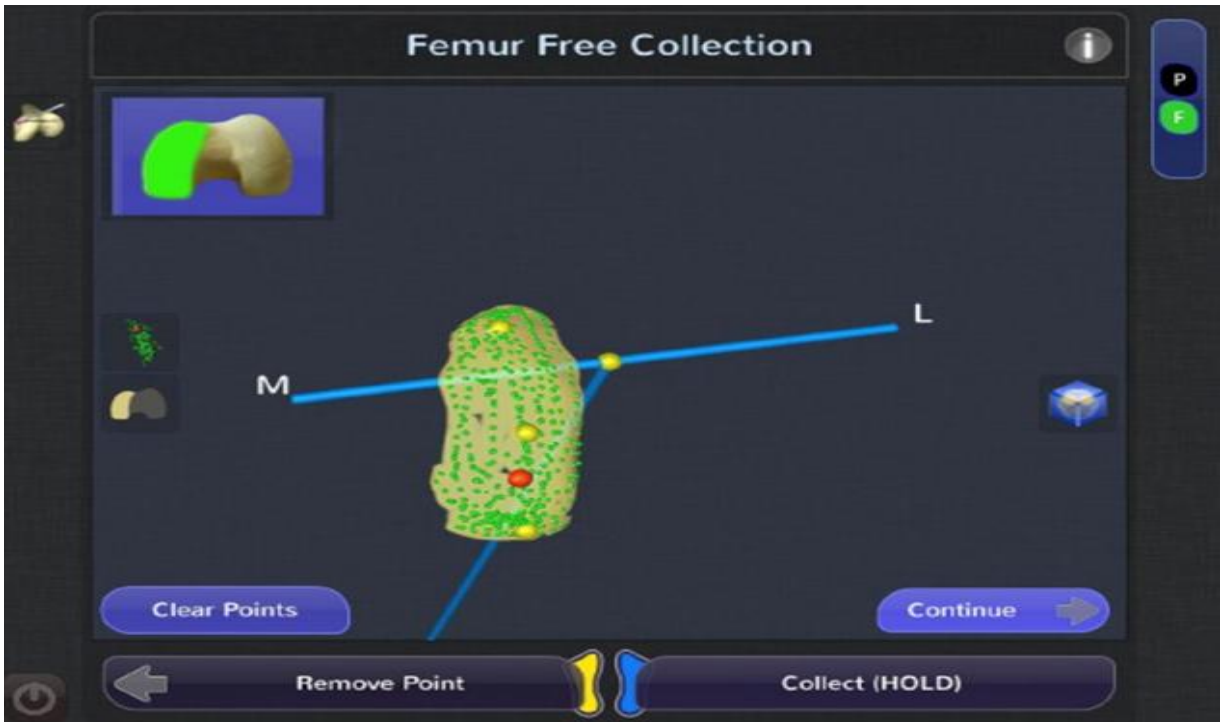 Femur Free Collection
i
P
F
L
M
Clear Points
Continue
Remove Point
Collect (HOLD)